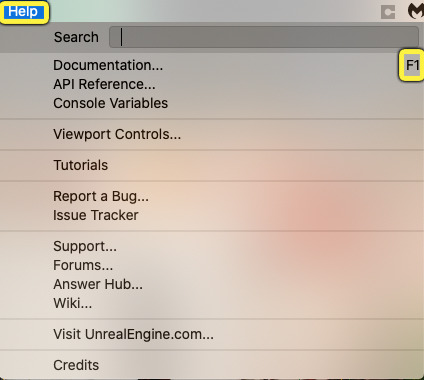 Help
Search
Documentation... F1
API Reference...
Console Variables
Viewport Controls...
Tutorials
Report a Bug...
Issue Tracker
Support...
Forums...
Answer Hub...
Wiki...
Visit UnrealEngine.com...
Credits